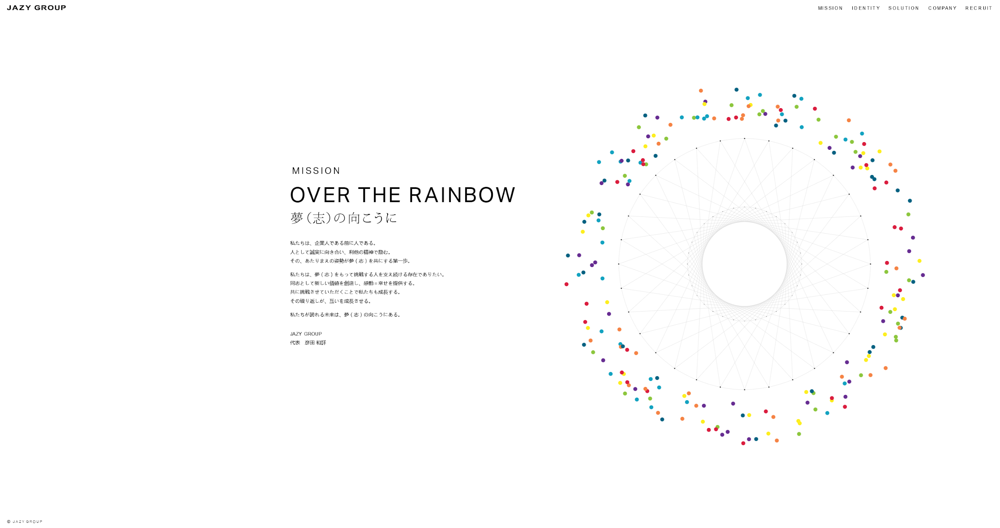 JAZY GROUP
MISSION IDENTITY SOLUTION COMPANY RECRUIT
MISSION
OVER THE RAINBOW
夢（志）の向こうに
私たちは、企業人である前に人である。
人として誠実に向き合い、利他の精神で励む。
その、あたりまえの姿勢が夢（志）を共にする第一歩。
私たちは、夢（志）をもって挑戦する人を支え続ける存在でありたい。
同志として新しい価値を創造し、感動＝幸せを提供する。
共に挑戦させていただくことで私たちも成長する。
その繰り返しが、互いを成長させる。
私たちが誇れる未来は、夢（志）の向こうにある。
JAZY GROUP
代表　彦田 和詳
© JAZY GROUP